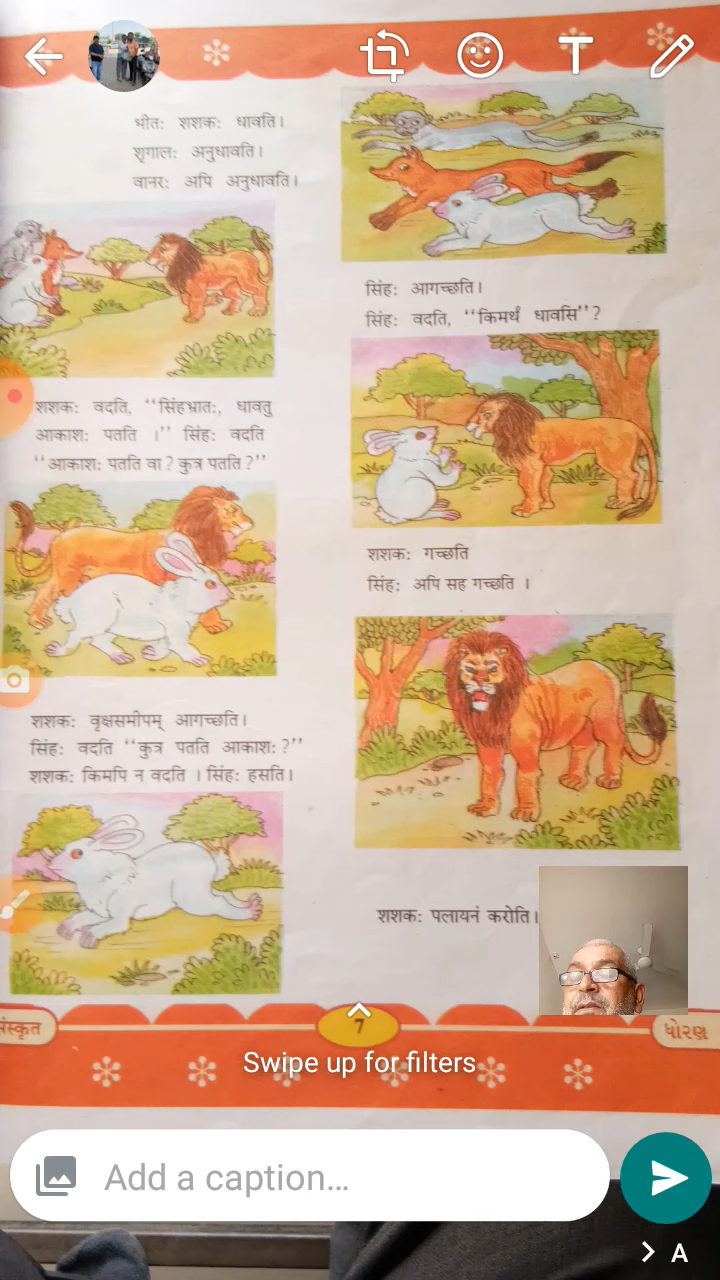 भीतः शशकः धावति।
शृगालः अनुधावति।
वानरः अपि अनुधावति।
सिंहः आगच्छति।
सिंहः वदति, “किमर्थं धावसि”?
शशकः वदति, “सिंहभ्रातः, धावतु
आकाशः पतति ।” सिंहः वदति
“आकाशः पतति वा? कुत्र पतति?”
शशकः गच्छति
सिंहः अपि सह गच्छति ।
शशकः वृक्षसमीपम् आगच्छति।
सिंहः वदति “कुत्र पतति आकाशः?”
शशकः किमपि न वदति । सिंहः हसति।
शशकः पलायनं करोति।
7
ધોરણ
T
Swipe up for filters
Add a caption...
> A